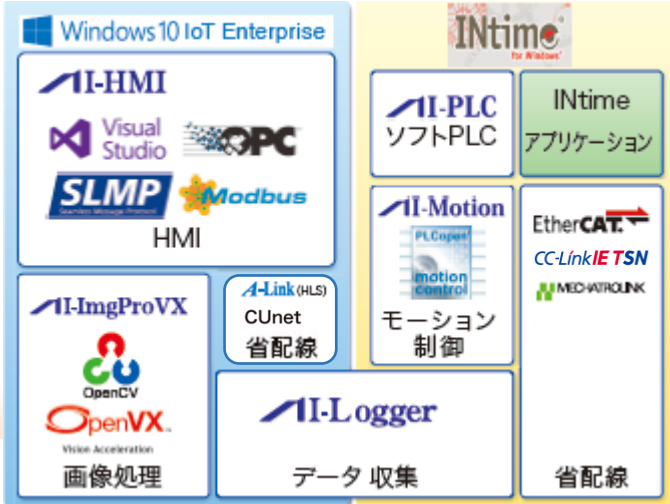 Windows 10 IoT Enterprise
AI-HMI
Visual
Studio
OPC
SLMP
Seamless Message Protocol
Modbus
HMI
AI-ImgProVX
OpenCV
OpenVX
Vision Acceleration
画像処理
A-Link (HLS)
CUnet
省配線
AI-Logger
データ 収集
INtime
for Windows
AI-PLC
ソフトPLC
INtime
アプリケーション
AI-Motion
PLCopen
motion
control
モーション
制御
EtherCAT
CC-Link IE TSN
MECHATROLINK
省配線